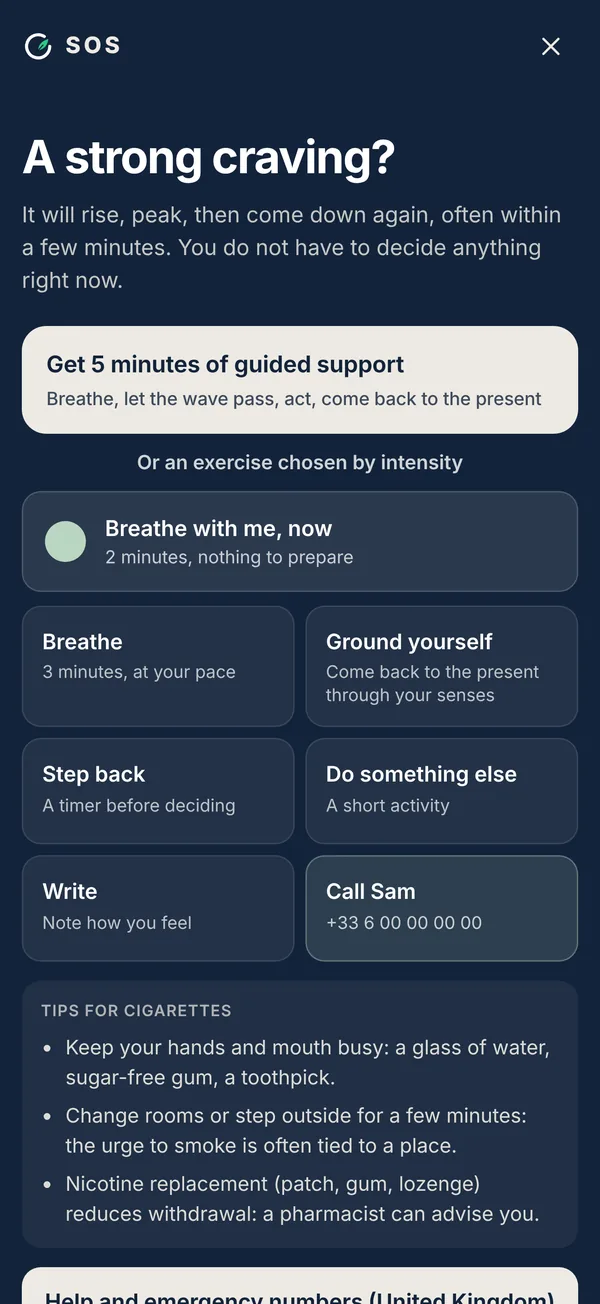 SOS
A strong craving?
It will rise, peak, then come down again, often within
a few minutes. You do not have to decide anything
right now.
Get 5 minutes of guided support
Breathe, let the wave pass, act, come back to the present
Or an exercise chosen by intensity
Breathe with me, now
2 minutes, nothing to prepare
Breathe
3 minutes, at your pace
Ground yourself
Come back to the present
through your senses
Step back
A timer before deciding
Do something else
A short activity
Write
Note how you feel
Call Sam
+33 6 00 00 00 00
TIPS FOR CIGARETTES
• Keep your hands and mouth busy: a glass of water,
sugar-free gum, a toothpick.
• Change rooms or step outside for a few minutes:
the urge to smoke is often tied to a place.
• Nicotine replacement (patch, gum, lozenge)
reduces withdrawal: a pharmacist can advise you.
Help and emergency numbers (United Kingdom)